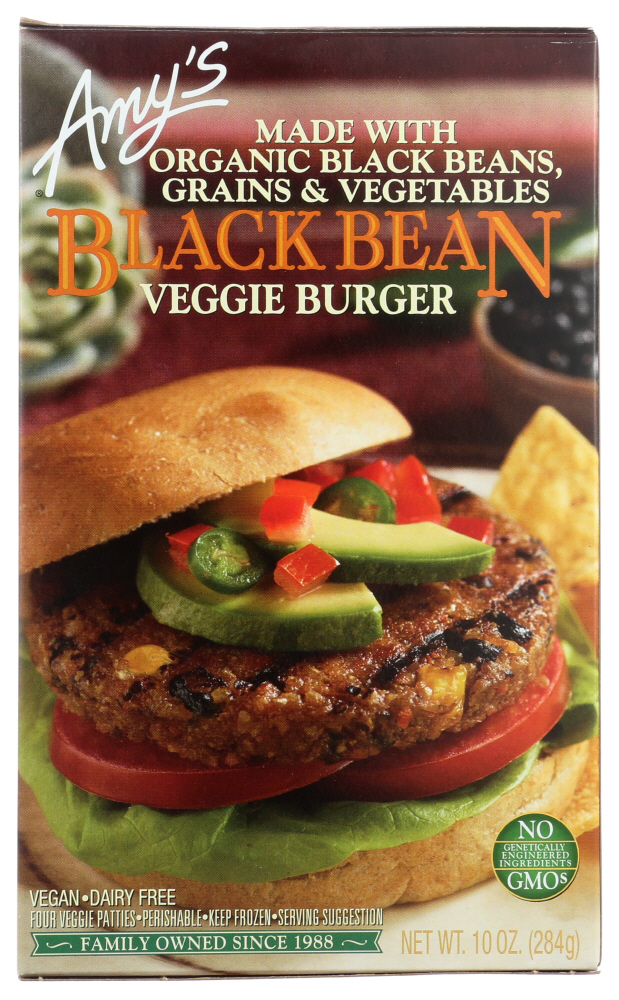 Amy's
®
MADE WITH
ORGANIC BLACK BEANS,
GRAINS & VEGETABLES
BLACK BEAN
VEGGIE BURGER
NO
GENETICALLY
ENGINEERED
INGREDIENTS
GMOs
VEGAN•DAIRY FREE
FOUR VEGGIE PATTIES•PERISHABLE•KEEP FROZEN•SERVING SUGGESTION
FAMILY OWNED SINCE 1988
NET WT. 10 OZ. (284g)